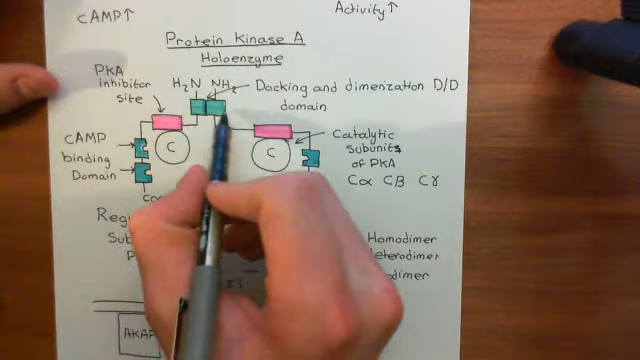 cAMP↑
Activity↑
Protein Kinase A
Holoenzyme
PKA
inhibitor
site
H₂N NH₂
Docking and dimerization D/D
domain
cAMP
binding
Domain
C
C
Catalytic
subunits
of PKA
Cα Cβ Cγ
Homodimer
AKAP